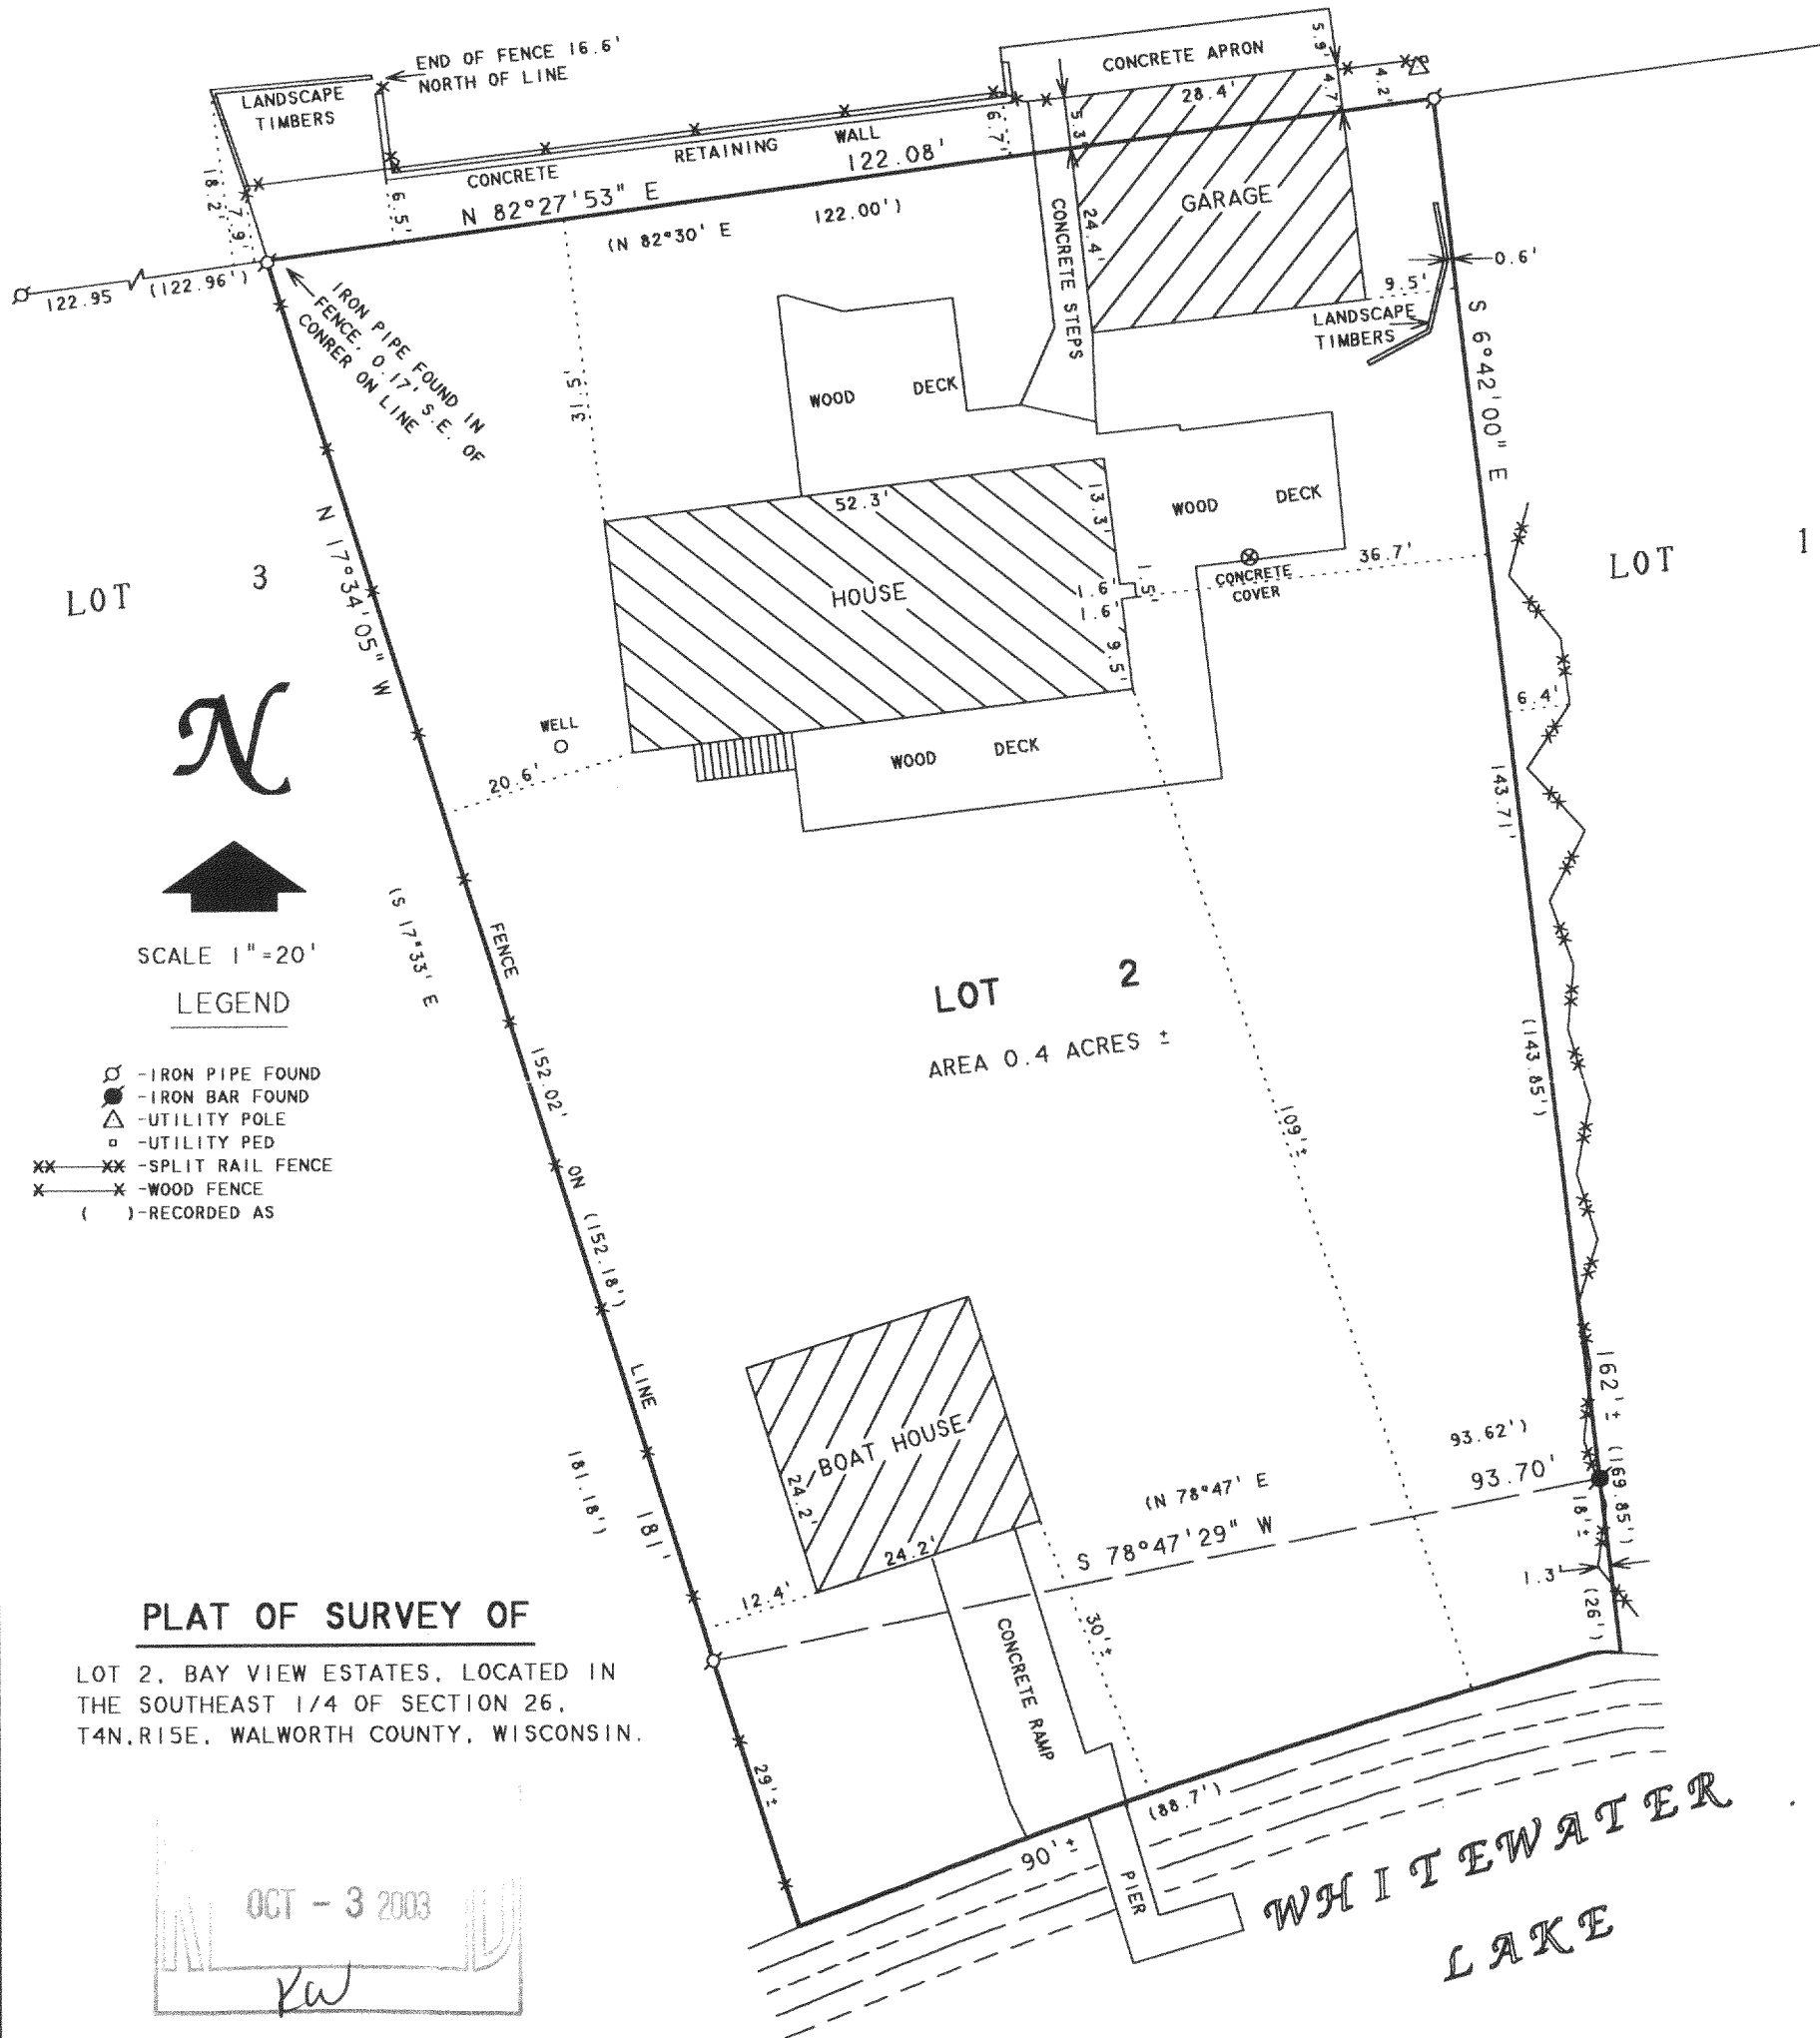 END OF FENCE 16.6'
NORTH OF LINE
LANDSCAPE
TIMBERS
CONCRETE APRON
5.9'
4.7'
4.2'
28.4'
5.3'
6.7'
RETAINING WALL
CONCRETE
122.08'
N 82°27'53" E
(N 82°30' E 122.00')
18.2'
7.9'
6.5'
122.95 (122.96')
IRON PIPE FOUND IN
FENCE, 0.17' S.E. OF
CONRER ON LINE
GARAGE
24.4'
CONCRETE STEPS
9.5'
0.6'
LANDSCAPE
TIMBERS
S 6°42'00" E
31.5'
WOOD DECK
52.3'
13.3'
WOOD DECK
1.5'
1.6'
1.6'
9.5'
36.7'
CONCRETE
COVER
HOUSE
LOT 3
LOT 1
N 17°34'05" W
N
WELL
20.6'
WOOD DECK
6.4'
143.71'
(143.85')
SCALE 1"=20'
LEGEND
-IRON PIPE FOUND
-IRON BAR FOUND
-UTILITY POLE
-UTILITY PED
XX XX -SPLIT RAIL FENCE
X X -WOOD FENCE
( )-RECORDED AS
(S 17°33' E
FENCE
152.02'
ON
(152.18')
LINE
181.18')
181'
LOT 2
AREA 0.4 ACRES ±
109'±
BOAT HOUSE
24.2'
24.2'
12.4'
162'±
(169.85')
93.62')
93.70'
(N 78°47' E
S 78°47'29" W
18'±
1.3'
(26')
30'±
CONCRETE RAMP
29'±
(88.7')
90'±
PIER
WHITEWATER
LAKE
PLAT OF SURVEY OF
LOT 2, BAY VIEW ESTATES, LOCATED IN
THE SOUTHEAST 1/4 OF SECTION 26,
T4N,R15E, WALWORTH COUNTY, WISCONSIN.
OCT - 3 2003
KW